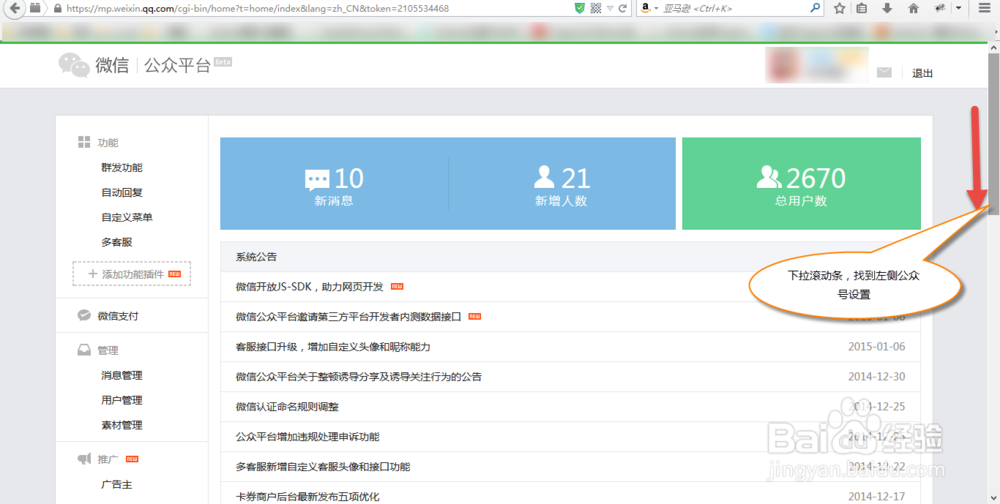 https://mp.weixin.qq.com/cgi-bin/home?t=home/index&lang=zh_CN&token=2105534468
亚马逊 <Ctrl+K>
微信 公众平台 Beta
退出
功能
群发功能
自动回复
自定义菜单
多客服
添加功能插件
微信支付
管理
消息管理
用户管理
素材管理
推广
广告主
10
新消息
21
新增人数
2670
总用户数
系统公告
微信开放JS-SDK，助力网页开发
微信公众平台邀请第三方平台开发者内测数据接口
客服接口升级，增加自定义头像和昵称能力 2015-01-06
微信公众平台关于整顿诱导分享及诱导关注行为的公告 2014-12-30
微信认证命名规则调整 2014-12-25
公众平台增加违规处理申诉功能
多客服新增自定义客服头像和接口功能 2014-12-22
卡券商户后台最新发布五项优化 2014-12-17
下拉滚动条，找到左侧公众
号设置
Baidu经验
jingyan.baidu.com